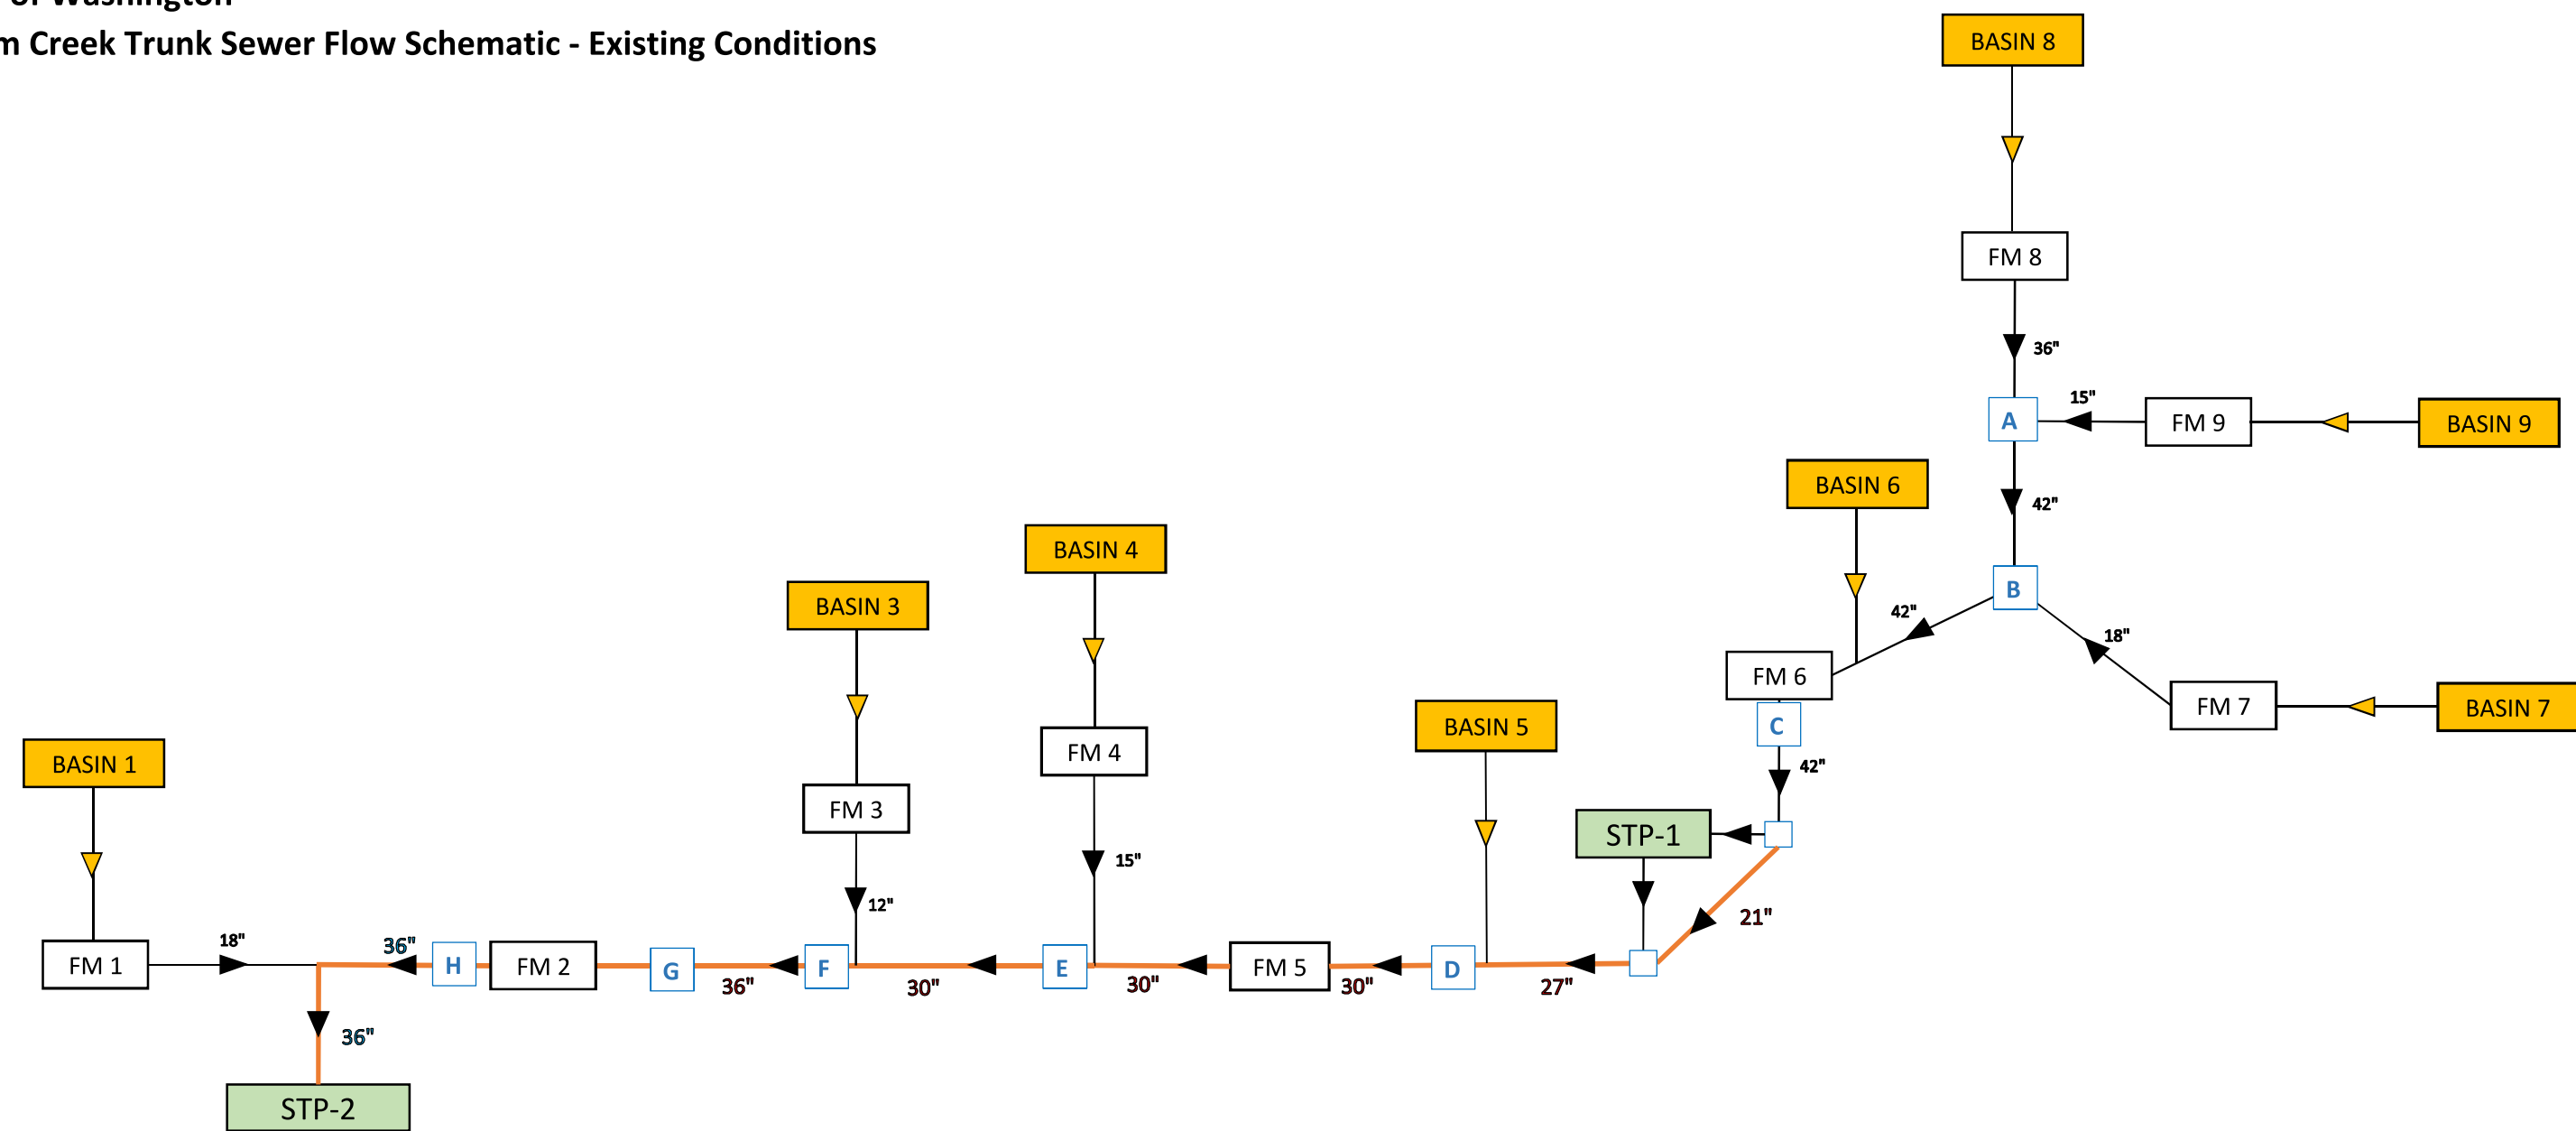 of Washington
m Creek Trunk Sewer Flow Schematic - Existing Conditions
BASIN 8
FM 8
36"
A
15"
FM 9
BASIN 9
42"
BASIN 6
B
42"
18"
FM 6
FM 7
BASIN 7
C
42"
BASIN 4
BASIN 3
BASIN 5
FM 4
BASIN 1
FM 3
STP-1
15"
12"
21"
FM 1
18"
36"
H
FM 2
G
36"
F
30"
E
30"
FM 5
30"
D
27"
36"
STP-2